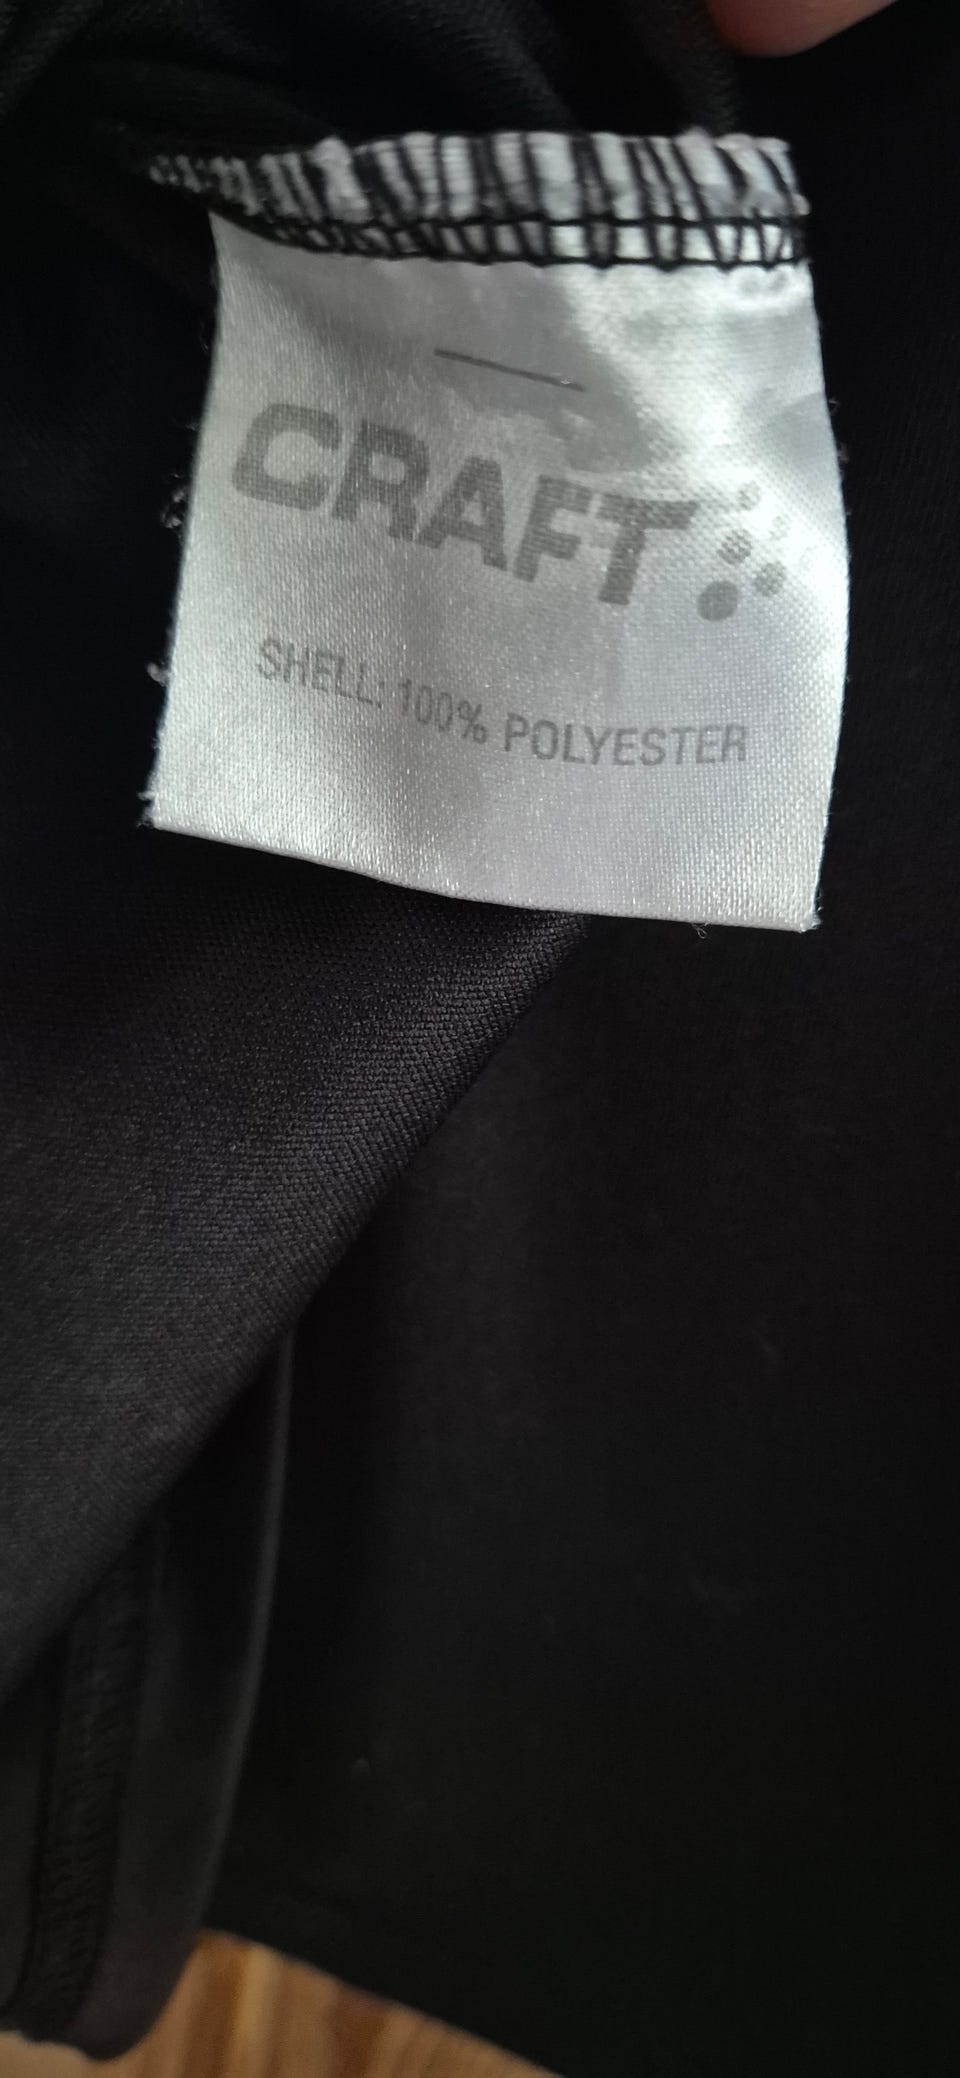 CRAFT
SHELL: 100% POLYESTER